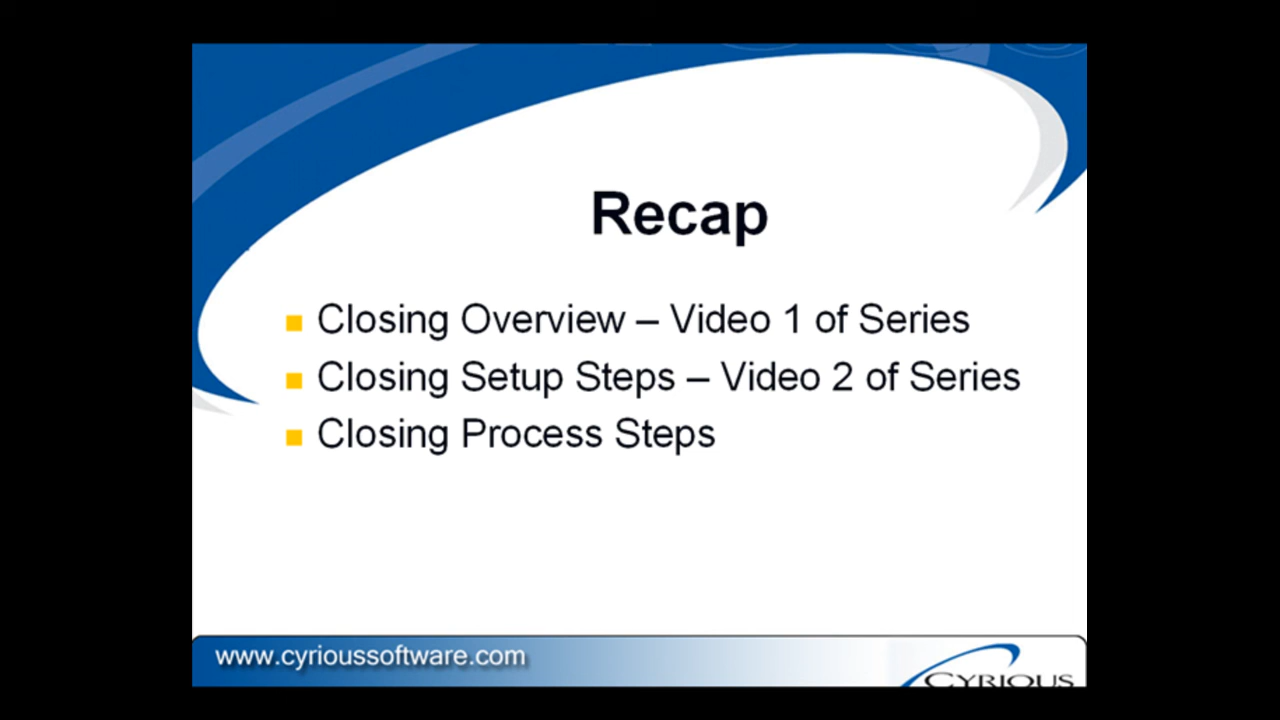 Recap
Closing Overview – Video 1 of Series
Closing Setup Steps – Video 2 of Series
Closing Process Steps
www.cyrioussoftware.com
CYRIOUS